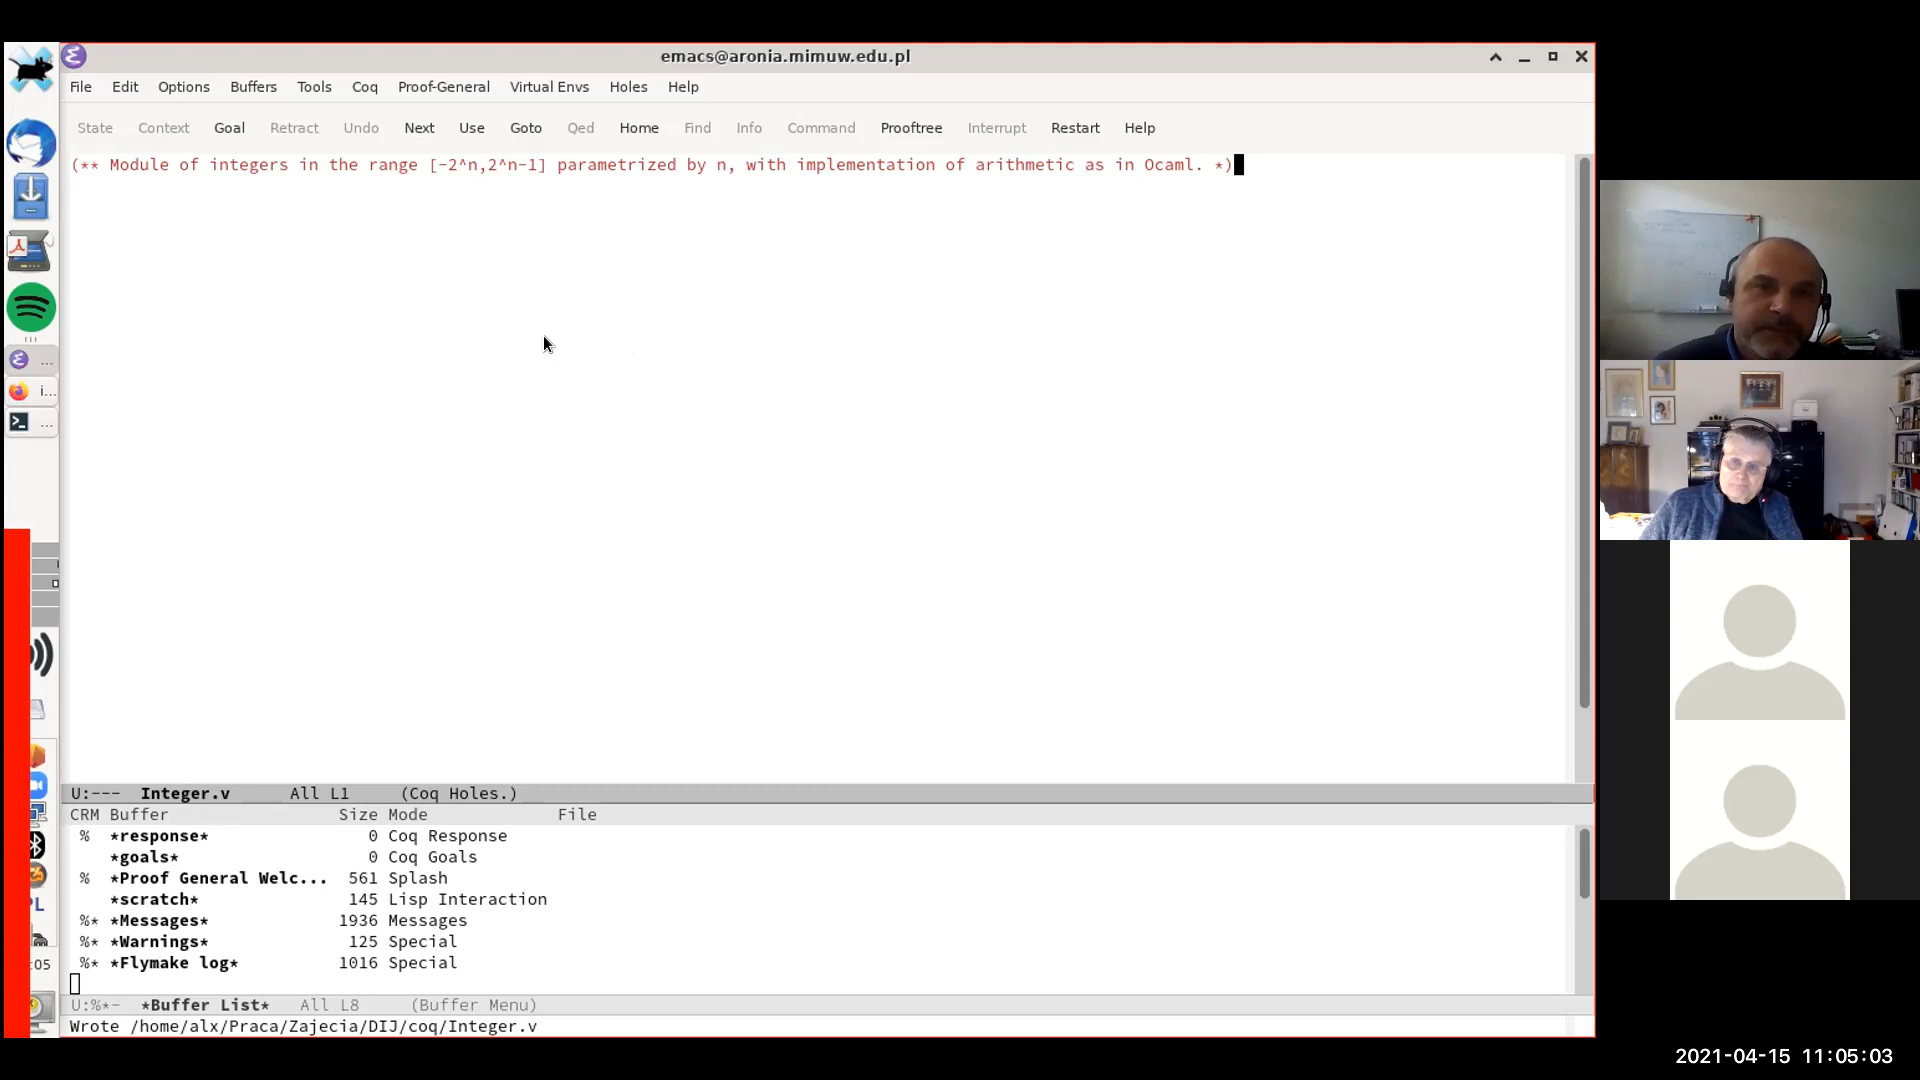 emacs@aronia.mimuw.edu.pl
File Edit Options Buffers Tools Coq Proof-General Virtual Envs Holes Help
State Context Goal Retract Undo Next Use Goto Qed Home Find Info Command Prooftree Interrupt Restart Help
(** Module of integers in the range [-2^n,2^n-1] parametrized by n, with implementation of arithmetic as in Ocaml. *)
...
i...
...
U:--- Integer.v All L1 (Coq Holes.)
CRM Buffer Size Mode File
% *response* 0 Coq Response
*goals* 0 Coq Goals
% *Proof General Welc... 561 Splash
*scratch* 145 Lisp Interaction
%* *Messages* 1936 Messages
%* *Warnings* 125 Special
%* *Flymake log* 1016 Special
PL
:05
U:%*- *Buffer List* All L8 (Buffer Menu)
Wrote /home/alx/Praca/Zajecia/DIJ/coq/Integer.v
2021-04-15 11:05:03